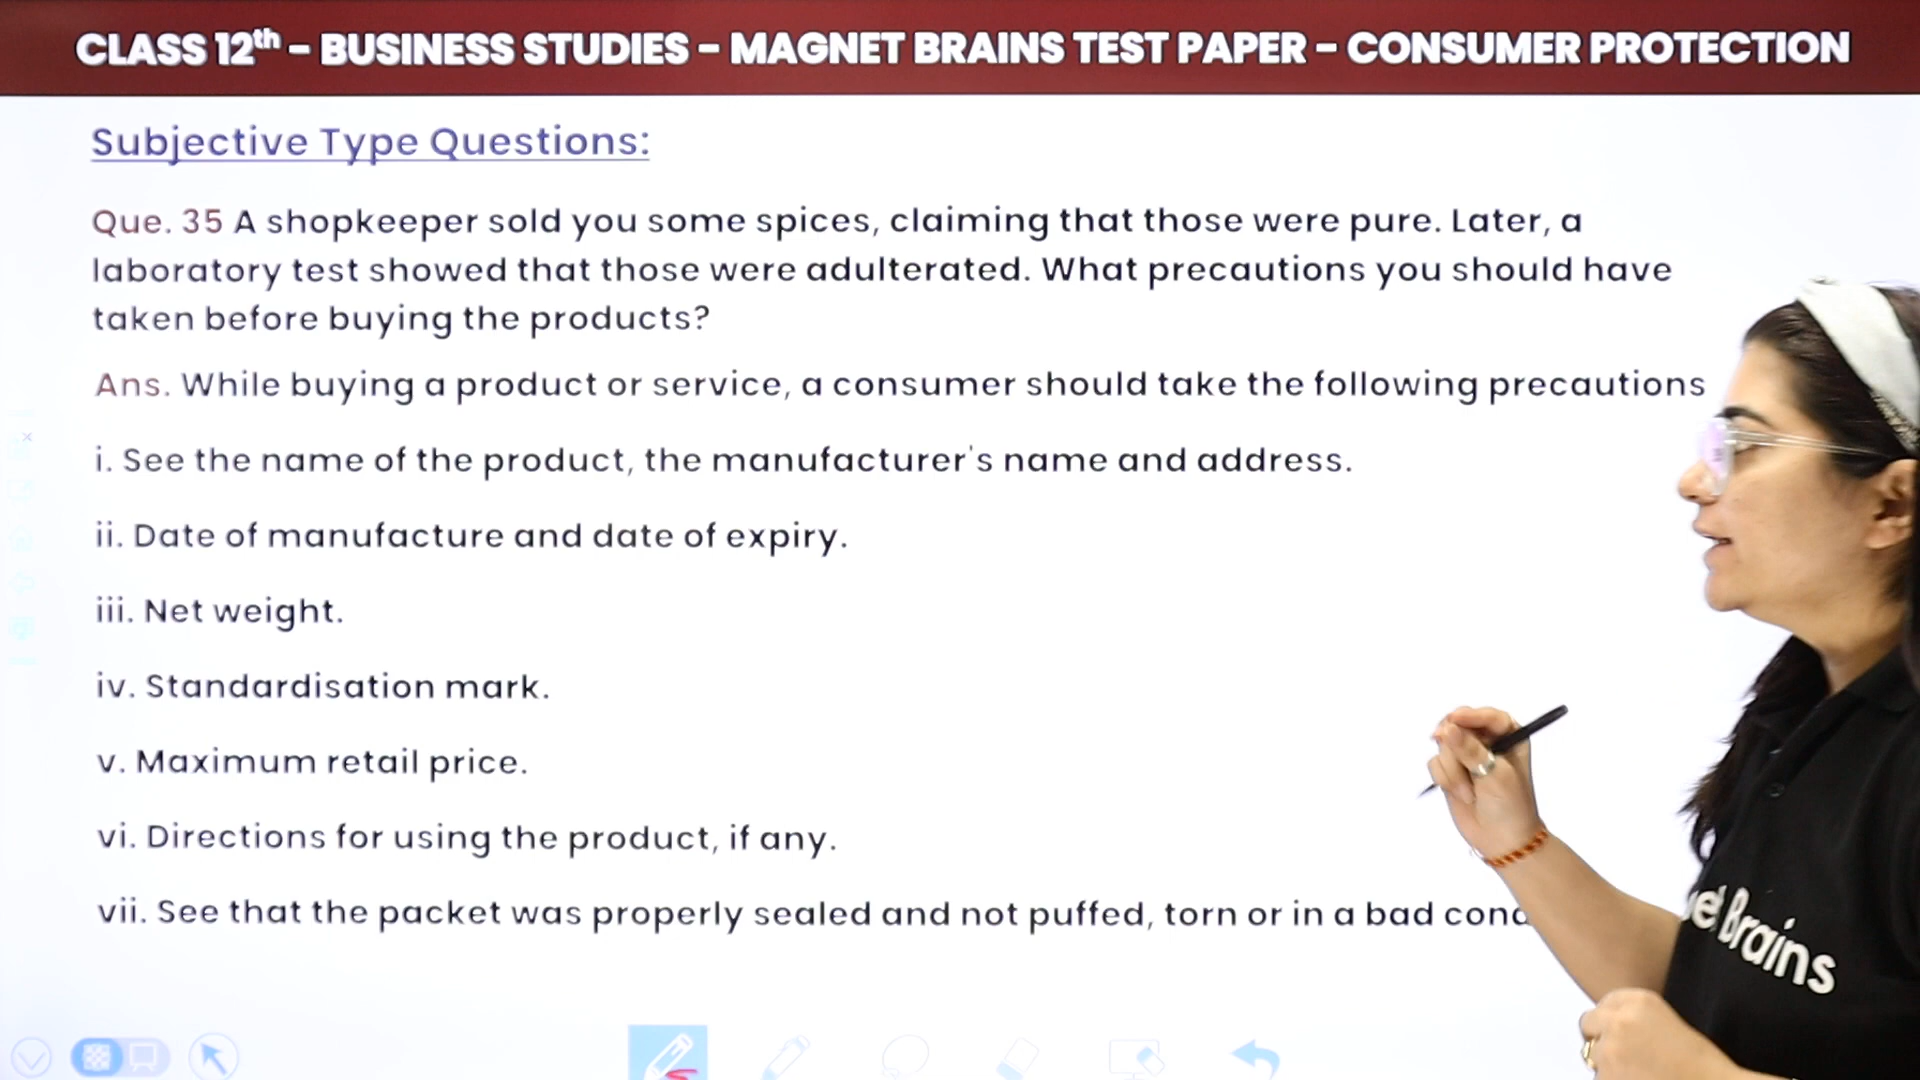 CLASS 12th – BUSINESS STUDIES – MAGNET BRAINS TEST PAPER – CONSUMER PROTECTION
Subjective Type Questions:
Que. 35 A shopkeeper sold you some spices, claiming that those were pure. Later, a
laboratory test showed that those were adulterated. What precautions you should have
taken before buying the products?
Ans. While buying a product or service, a consumer should take the following precautions
i. See the name of the product, the manufacturer's name and address.
ii. Date of manufacture and date of expiry.
iii. Net weight.
iv. Standardisation mark.
v. Maximum retail price.
vi. Directions for using the product, if any.
vii. See that the packet was properly sealed and not puffed, torn or in a bad
Brains